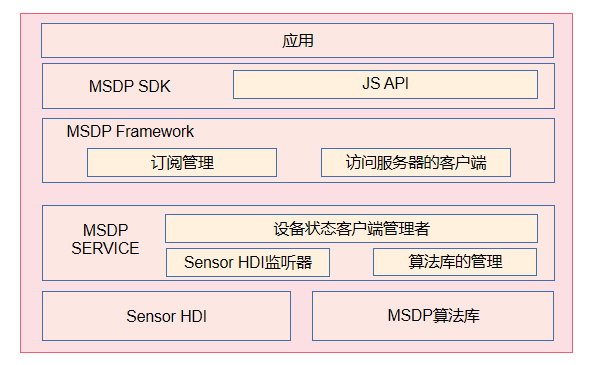 应用
MSDP SDK
JS API
MSDP Framework
订阅管理
访问服务器的客户端
MSDP
SERVICE
设备状态客户端管理者
Sensor HDI监听器
算法库的管理
Sensor HDI
MSDP算法库